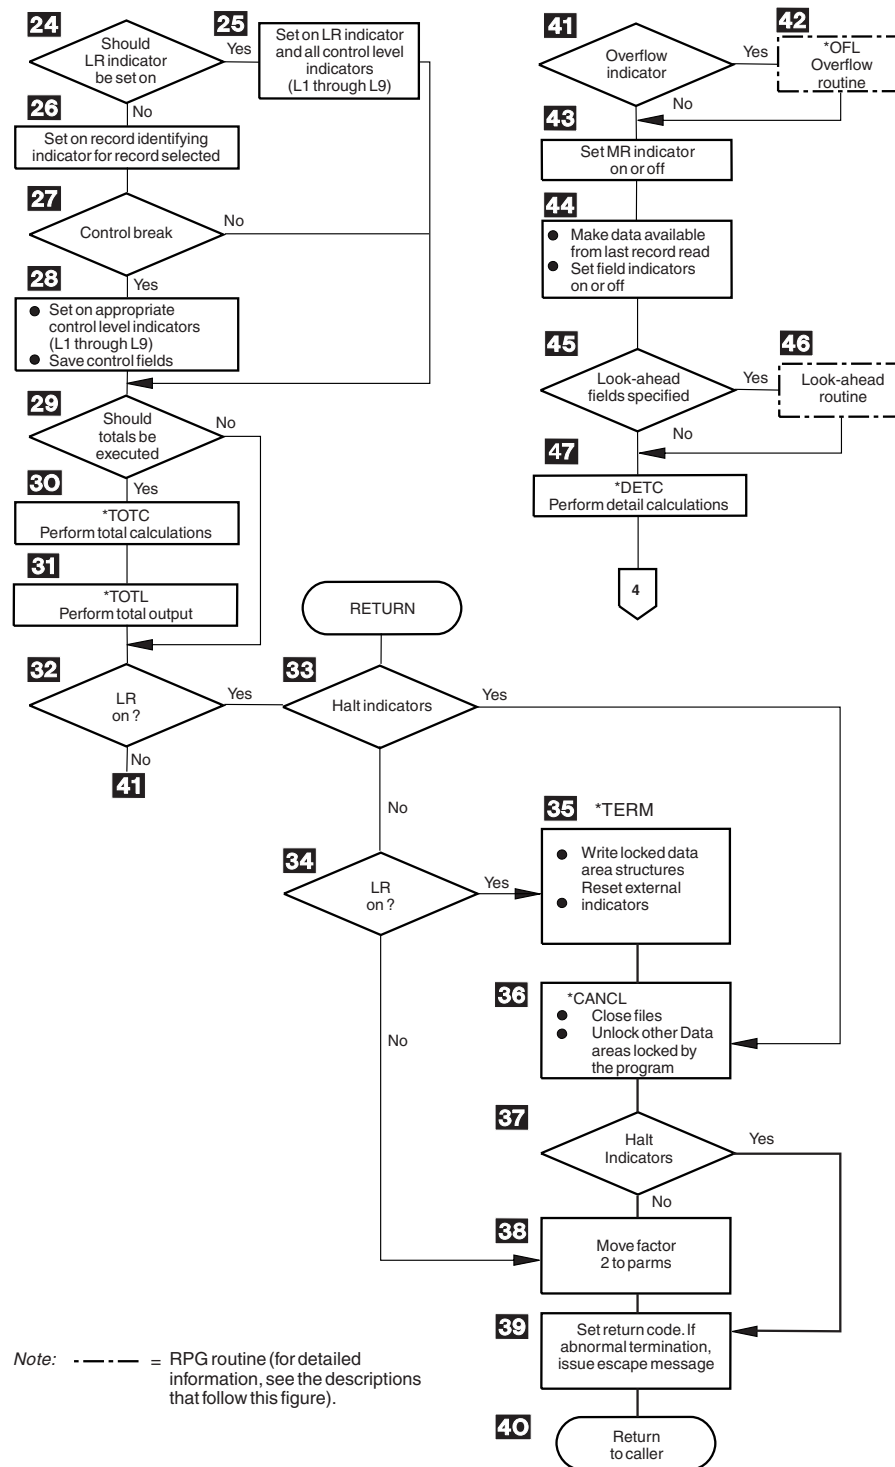 24
Should
LR indicator
be set on
Yes
25
Set on LR indicator
and all control level
indicators
(L1 through L9)
No
26
Set on record identifying
indicator for record selected
27
Control break
No
Yes
28
● Set on appropriate
control level indicators
(L1 through L9)
● Save control fields
29
Should
totals be
executed
No
Yes
30
*TOTC
Perform total calculations
31
*TOTL
Perform total output
32
LR
on ?
Yes
No
41
RETURN
33
Halt indicators
Yes
No
34
LR
on ?
Yes
No
35 *TERM
● Write locked data
area structures
Reset external
● indicators
36
*CANCL
● Close files
● Unlock other Data
areas locked by
the program
37
Halt
Indicators
Yes
No
38
Move factor
2 to parms
39
Set return code. If
abnormal termination,
issue escape message
40
Return
to caller
41
Overflow
indicator
Yes
42
*OFL
Overflow
routine
No
43
Set MR indicator
on or off
44
● Make data available
from last record read
● Set field indicators
on or off
45
Look-ahead
fields specified
Yes
46
Look-ahead
routine
No
47
*DETC
Perform detail calculations
4
Note: = RPG routine (for detailed
information, see the descriptions
that follow this figure).